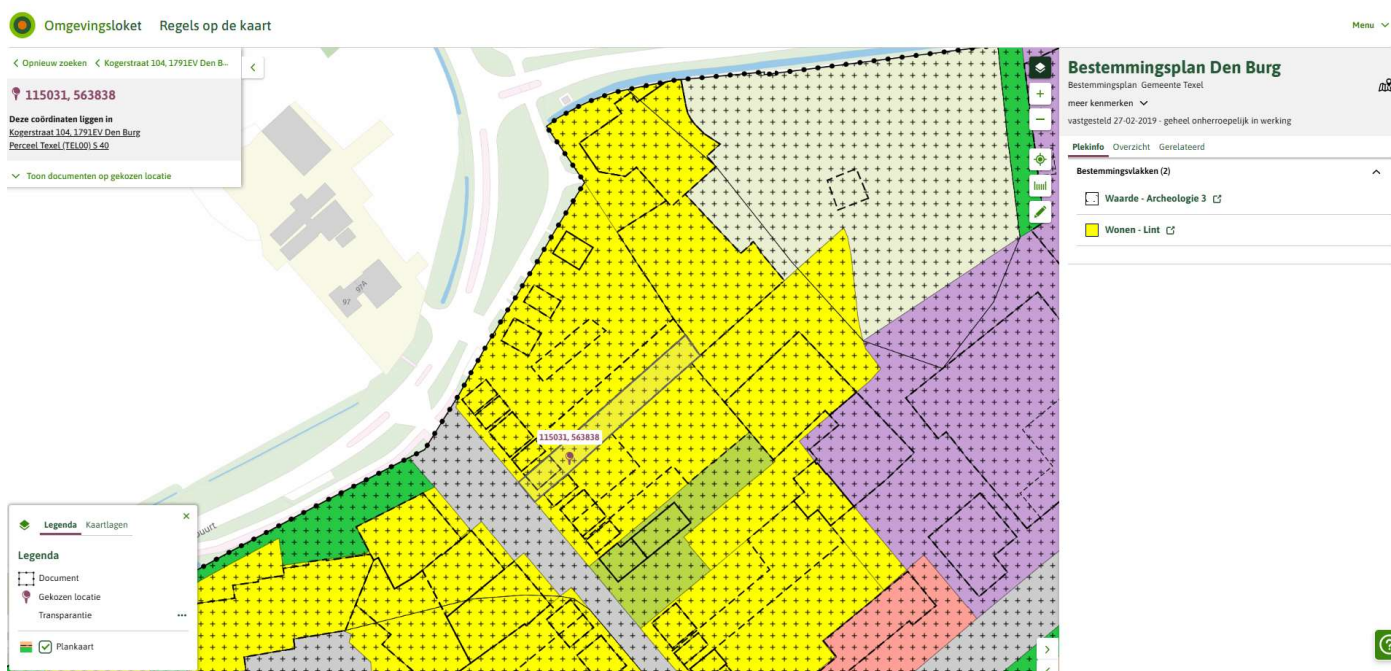 Omgevingsloket Regels op de kaart
Menu
Opnieuw zoeken Kogerstraat 104, 1791EV Den B...
115031, 563838
Deze coördinaten liggen in
Kogerstraat 104, 1791EV Den Burg
Perceel Texel (TEL00) S 40
Toon documenten op gekozen locatie
97 97A
115031, 563838
Legenda Kaartlagen
Legenda
Document
Gekozen locatie
Transparantie
Plankaart
Bestemmingsplan Den Burg
Bestemmingsplan Gemeente Texel
meer kenmerken
vastgesteld 27-02-2019 - geheel onherroepelijk in werking
Plekinfo Overzicht Gerelateerd
Bestemmingsvlakken (2)
Waarde - Archeologie 3
Wonen - Lint